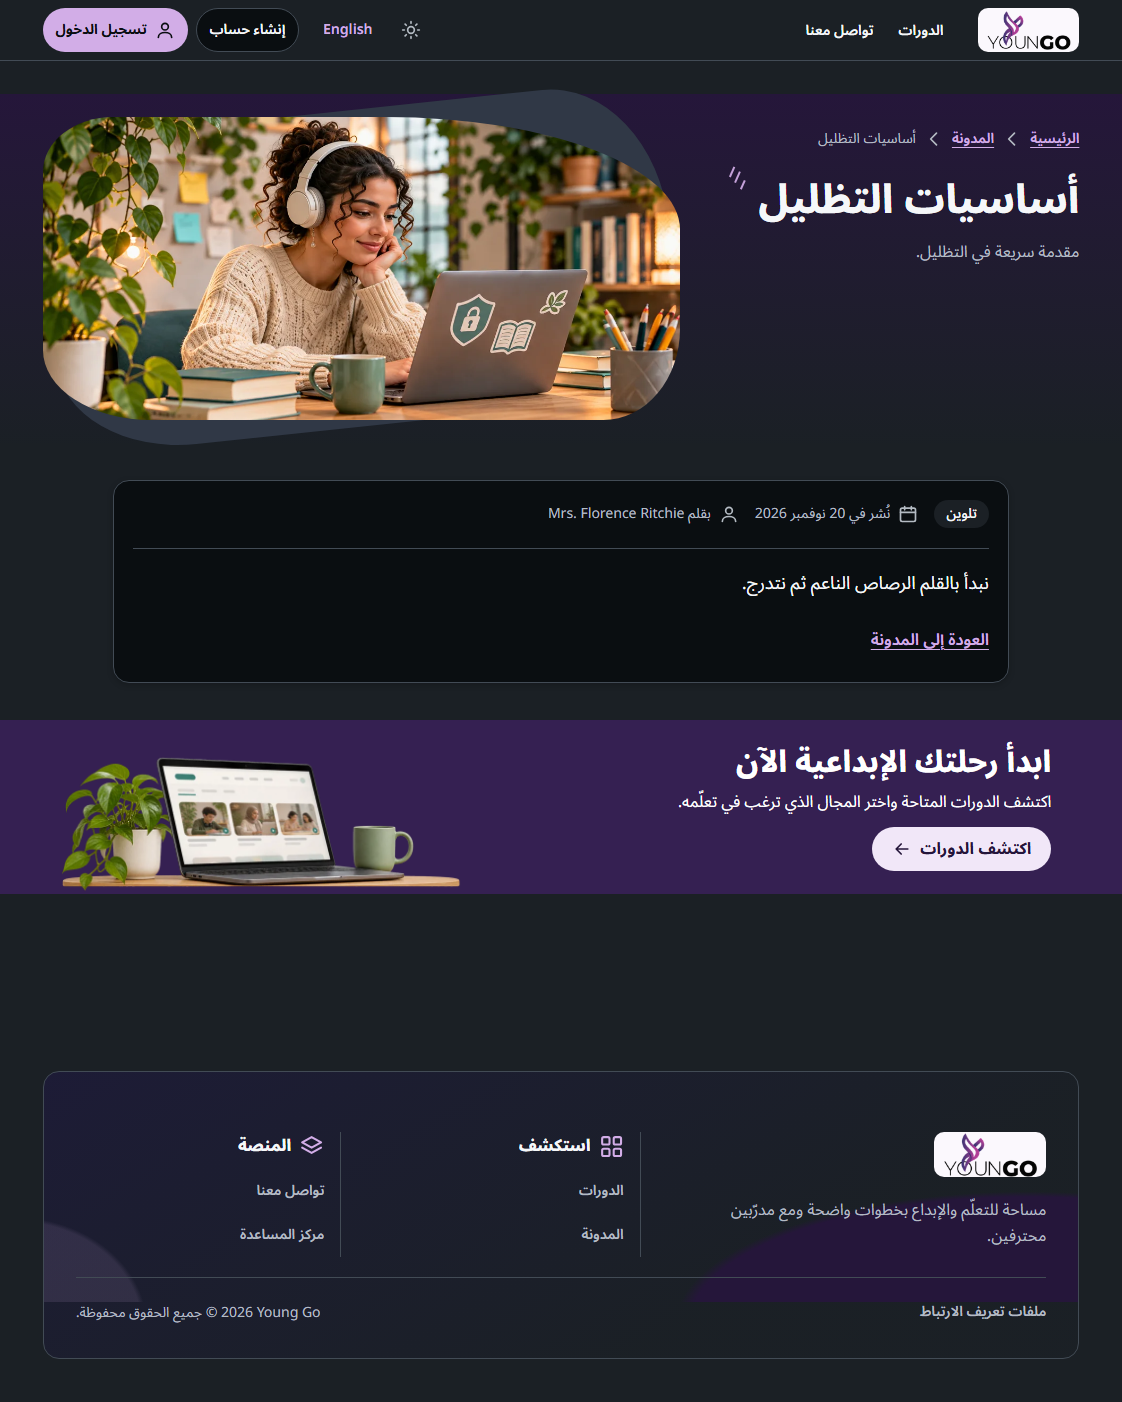 YOUNGO
الدورات
تواصل معنا
English
إنشاء حساب
تسجيل الدخول
الرئيسية
المدونة
أساسيات التظليل
أساسيات التظليل
مقدمة سريعة في التظليل.
تلوين
نُشر في 20 نوفمبر 2026
بقلم Mrs. Florence Ritchie
نبدأ بالقلم الرصاص الناعم ثم نتدرج.
العودة إلى المدونة
ابدأ رحلتك الإبداعية الآن
اكتشف الدورات المتاحة واختر المجال الذي ترغب في تعلّمه.
اكتشف الدورات
YOUNGO
مساحة للتعلّم والإبداع بخطوات واضحة ومع مدرّبين
محترفين.
استكشف
الدورات
المدونة
المنصة
تواصل معنا
مركز المساعدة
ملفات تعريف الارتباط
Young Go 2026 © جميع الحقوق محفوظة.